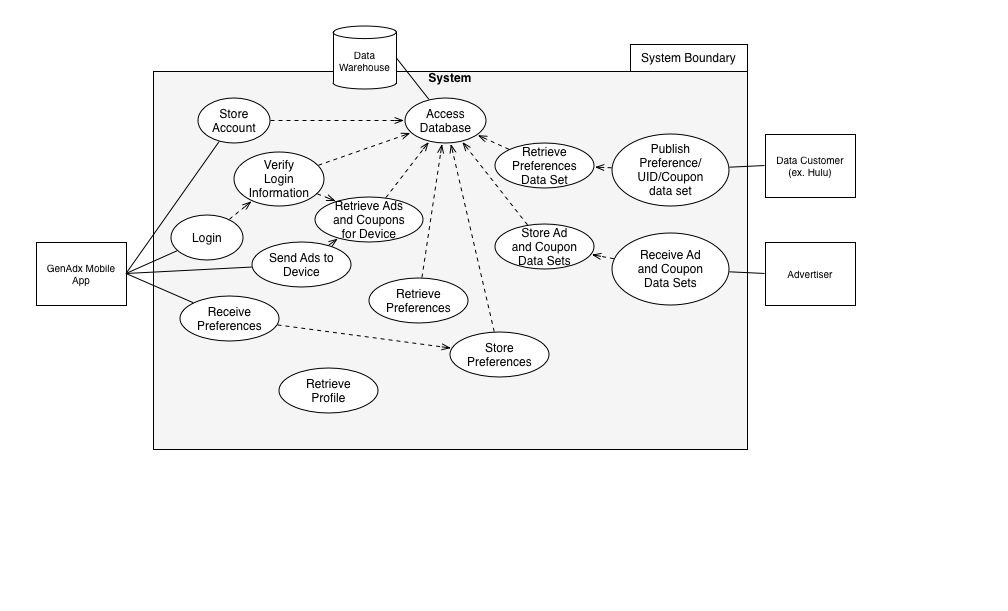 Data
Warehouse
System Boundary
System
Store
Account
Access
Database
Verify
Login
Information
Retrieve
Preferences
Data Set
Publish
Preference/
UID/Coupon
data set
Data Customer
(ex. Hulu)
Retrieve Ads
and Coupons
for Device
Login
Store Ad
and Coupon
Data Sets
Receive Ad
and Coupon
Data Sets
GenAdx Mobile
App
Send Ads to
Device
Advertiser
Retrieve
Preferences
Receive
Preferences
Store
Preferences
Retrieve
Profile